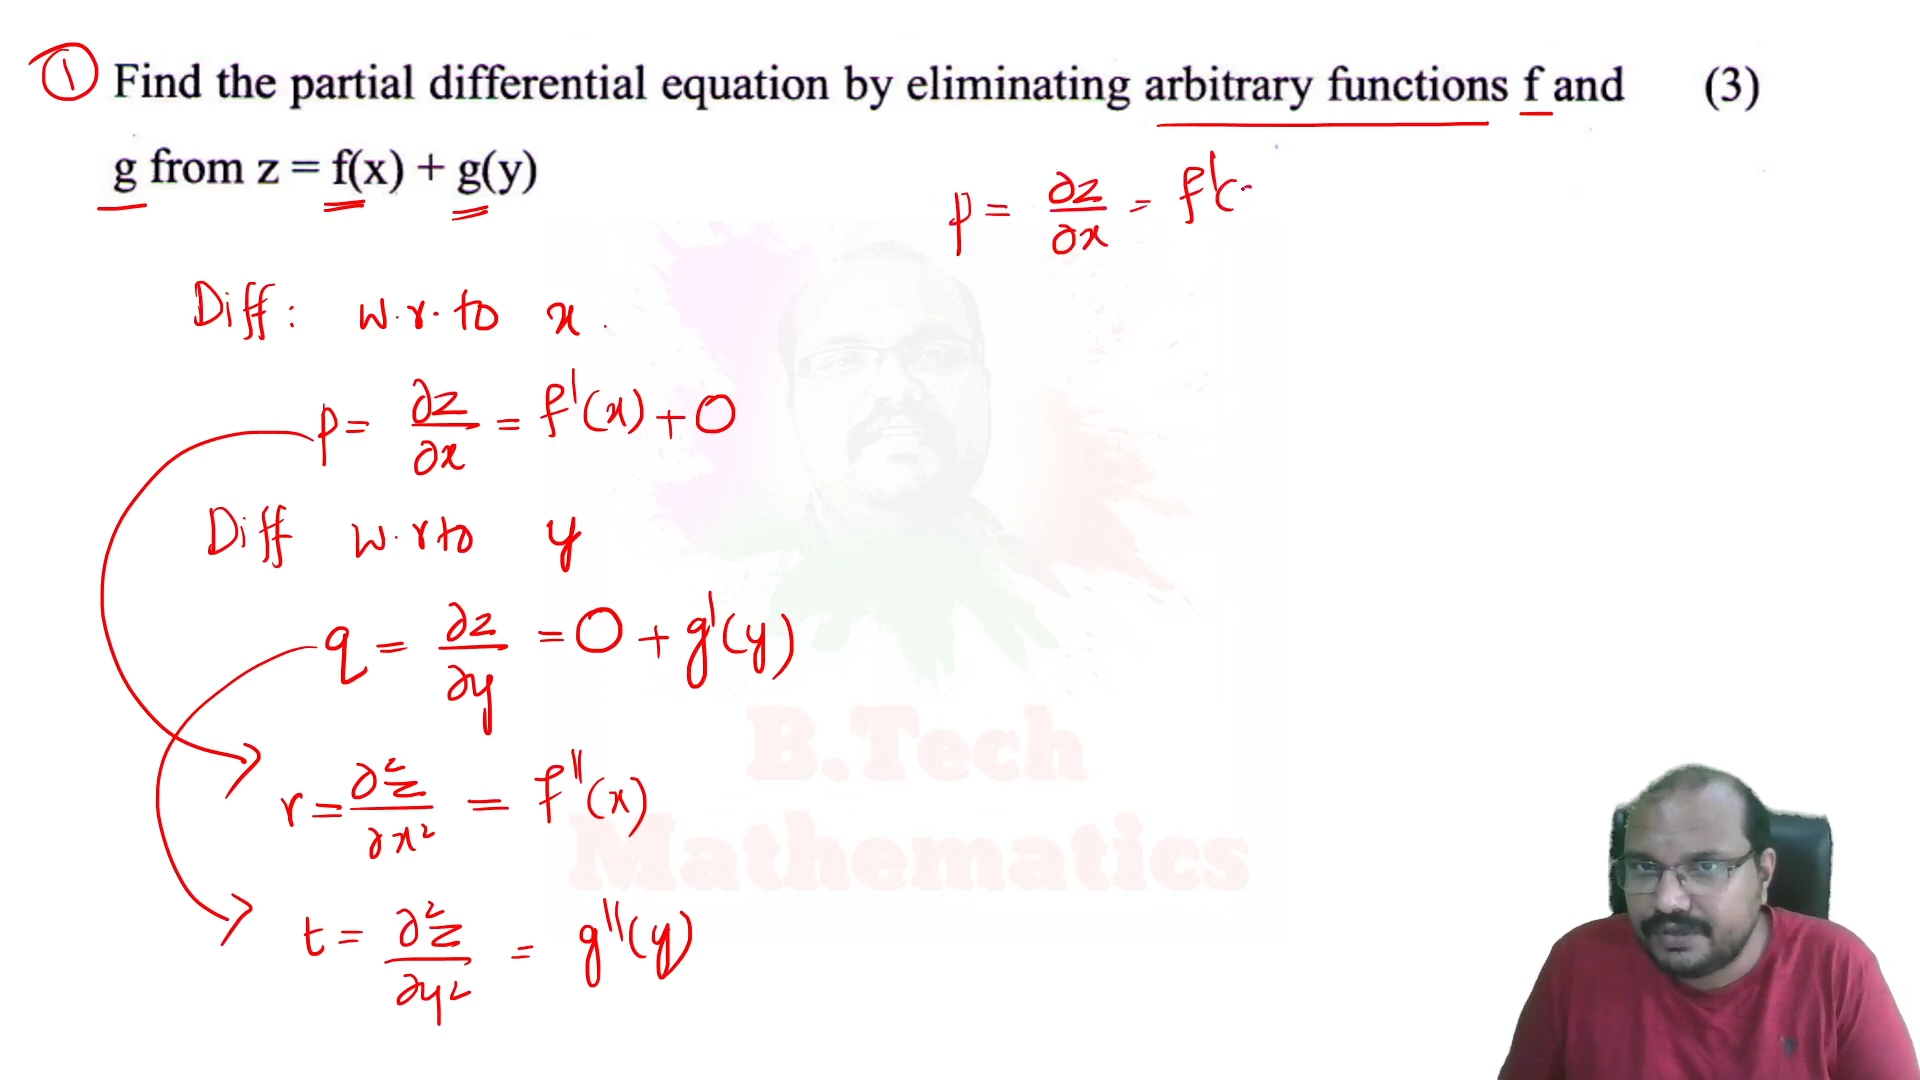 ① Find the partial differential equation by eliminating arbitrary functions f and (3)
g from z = f(x) + g(y)
p = ∂z/∂x = f'(
Diff: w.r.to x.
p = ∂z/∂x = f'(x) + 0
Diff w.r to y
q = ∂z/∂y = 0 + g'(y)
r = ∂²z/∂x² = f''(x)
t = ∂²z/∂y² = g''(y)
B.Tech
Mathematics